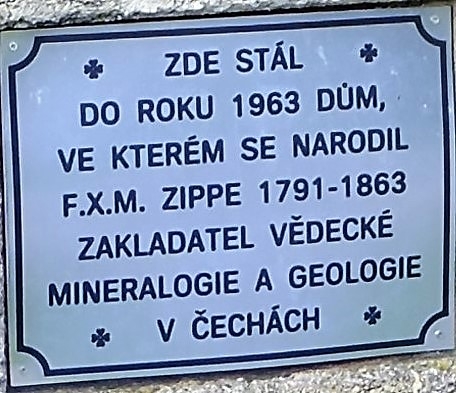 ZDE STÁL
DO ROKU 1963 DŮM,
VE KTERÉM SE NARODIL
F.X.M. ZIPPE 1791-1863
ZAKLADATEL VĚDECKÉ
MINERALOGIE A GEOLOGIE
V ČECHÁCH